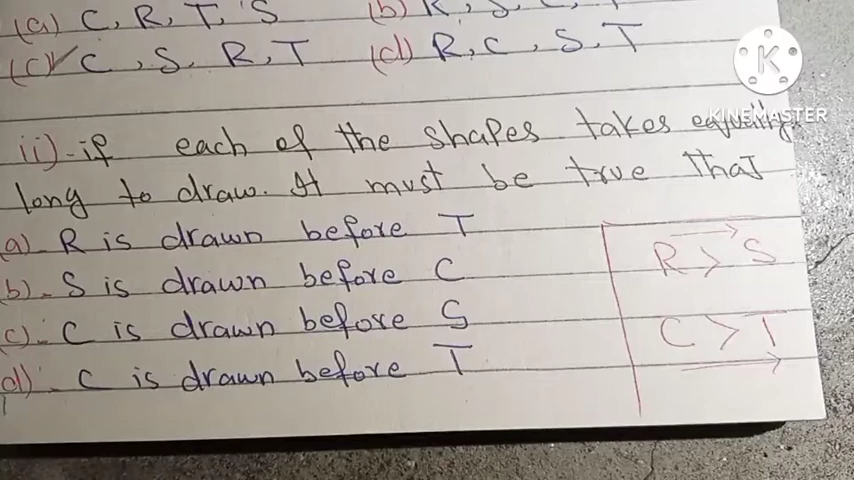 (a) C, R, T, S (b)
(c) C, S, R, T (d) R, C, S, T
KINEMASTER
ii) - if each of the shapes takes equally
long to draw. It must be true that
(a) R is drawn before T
(b) - S is drawn before C
(c) - C is drawn before S
(d) - C is drawn before T
R > S
C > T